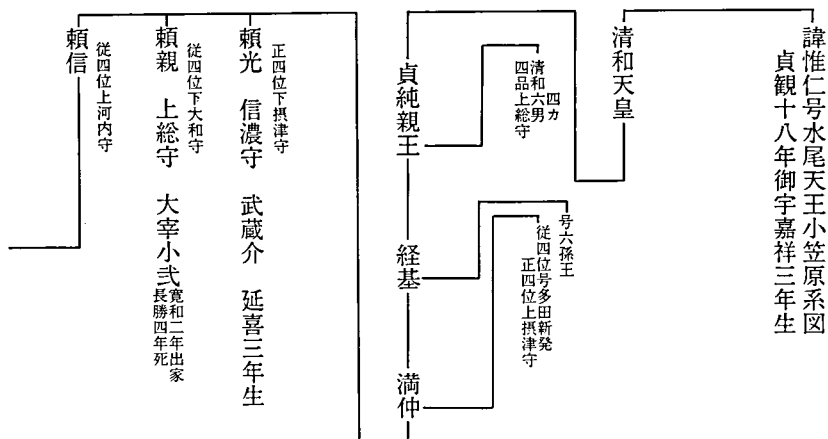 諱惟仁号水尾天王小笠原系図
貞観十八年御宇嘉祥三年生
清和天皇
四カ
清和六男
四品上総守
貞純親王
号六孫王
経基
従四位号多田新発
正四位上摂津守
満仲
正四位下摂津守
頼光　信濃守　武蔵介　延喜三年生
従四位下大和守
頼親　上総守　大宰小弐
寛和二年出家
長勝四年死
従四位上河内守
頼信